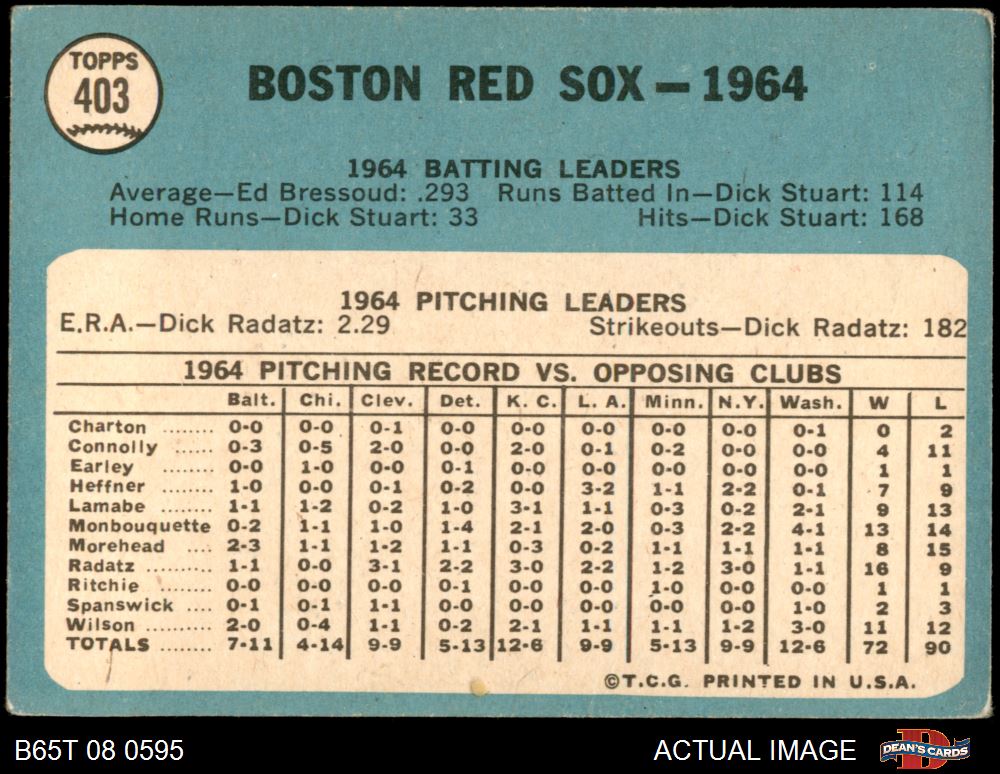 TOPPS
403
BOSTON RED SOX — 1964
1964 BATTING LEADERS
Average—Ed Bressoud: .293 Runs Batted In—Dick Stuart: 114
Home Runs—Dick Stuart: 33 Hits—Dick Stuart: 168
1964 PITCHING LEADERS
E.R.A.—Dick Radatz: 2.29 Strikeouts—Dick Radatz: 182
1964 PITCHING RECORD VS. OPPOSING CLUBS
Balt. Chi. Clev. Det. K. C. L. A. Minn. N.Y. Wash. W L
Charton ........ 0-0 0-0 0-1 0-0 0-0 0-0 0-0 0-0 0-1 0 2
Connolly ...... 0-3 0-5 2-0 0-0 2-0 0-1 0-2 0-0 0-0 4 11
Earley ........ 0-0 1-0 0-0 0-1 0-0 0-0 0-0 0-0 0-0 1 1
Heffner ........ 1-0 0-0 0-1 0-2 0-0 3-2 1-1 2-2 0-1 7 9
Lamabe ........ 1-1 1-2 0-2 1-0 3-1 1-1 0-3 0-2 2-1 9 13
Monbouquette 0-2 1-1 1-0 1-4 2-1 2-0 0-3 2-2 4-1 13 14
Morehead .... 2-3 1-1 1-2 1-1 0-3 0-2 1-1 1-1 1-1 8 15
Radatz .......... 1-1 0-0 3-1 2-2 3-0 2-2 1-2 3-0 1-1 16 9
Ritchie .......... 0-0 0-0 0-0 0-1 0-0 0-0 1-0 0-0 0-0 1 1
Spanswick .... 0-1 0-1 1-1 0-0 0-0 0-0 0-0 0-0 1-0 2 3
Wilson .......... 2-0 0-4 1-1 0-2 2-1 1-1 1-1 1-2 3-0 11 12
TOTALS ........ 7-11 4-14 9-9 5-13 12-6 9-9 5-13 9-9 12-6 72 90
©T.C.G. PRINTED IN U.S.A.
B65T 08 0595 ACTUAL IMAGE DEAN'S CARDS